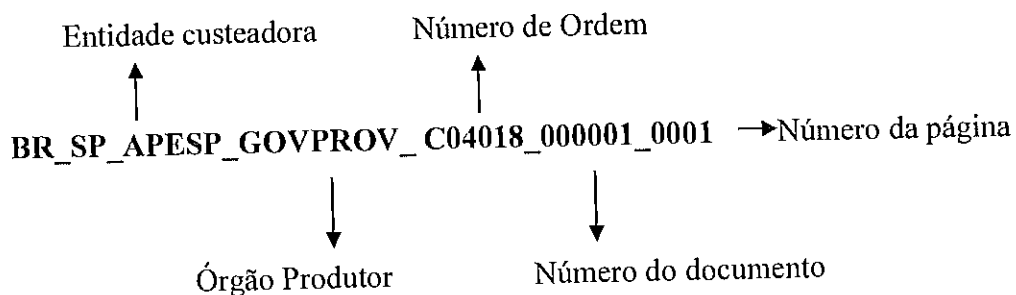 Entidade custeadora
Número de Ordem
BR_SP_APESP_GOVPROV_ C04018_000001_0001
Número da página
Órgão Produtor
Número do documento